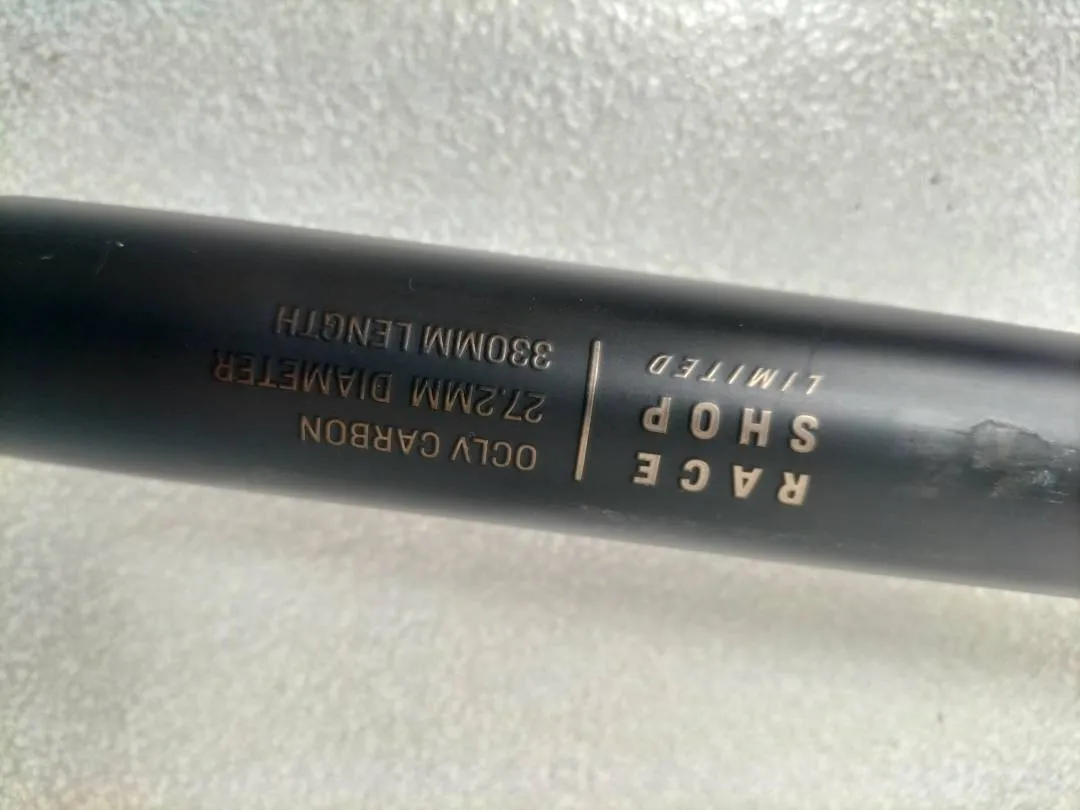 RACE
SHOP
LIMITED
OCLV CARBON
27.2MM DIAMETER
330MM LENGTH